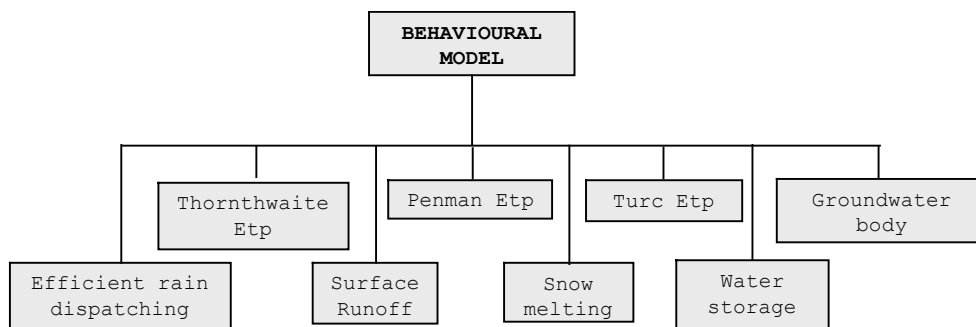 BEHAVIOURAL
MODEL
Thornthwaite
Etp
Penman Etp
Turc Etp
Groundwater
body
Efficient rain
dispatching
Surface
Runoff
Snow
melting
Water
storage